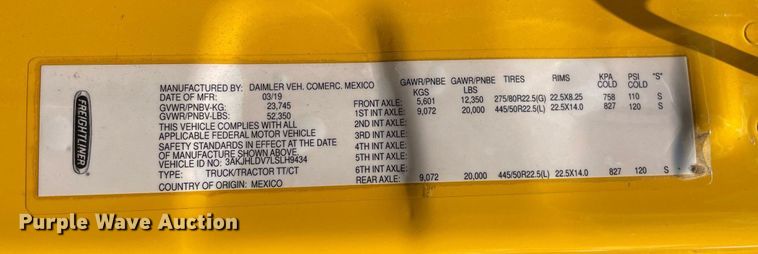 FREIGHTLINER
MANUFACTURED BY: DAIMLER VEH. COMERC. MEXICO
DATE OF MFR: 03/19
GVWR/PNBV-KG: 23,745
GVWR/PNBV-LBS: 52,350
THIS VEHICLE COMPLIES WITH ALL
APPLICABLE FEDERAL MOTOR VEHICLE
SAFETY STANDARDS IN EFFECT AT THE DATE
OF MANUFACTURE SHOWN ABOVE
VEHICLE ID NO.: 3AKJHLDV7LSLH9434
TYPE: TRUCK/TRACTOR TT/CT
COUNTRY OF ORIGIN: MEXICO
GAWR/PNBE GAWR/PNBE TIRES RIMS KPA PSI "S"
KGS LBS COLD COLD
FRONT AXLE: 5,601 12,350 275/80R22.5(G) 22.5X8.25 758 110 S
1ST INT AXLE: 9,072 20,000 445/50R22.5(L) 22.5X14.0 827 120 S
2ND INT AXLE:
3RD INT AXLE:
4TH INT AXLE:
5TH INT AXLE:
6TH INT AXLE:
REAR AXLE: 9,072 20,000 445/50R22.5(L) 22.5X14.0 827 120 S
Purple Wave Auction